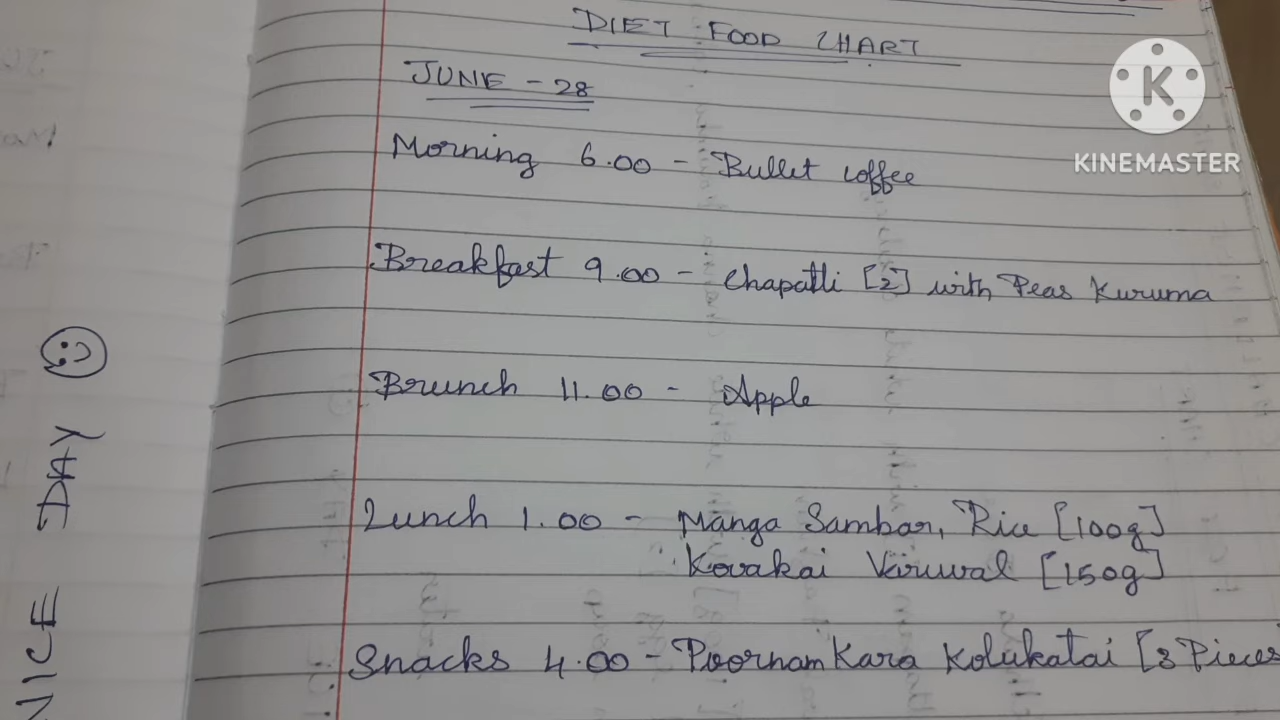 DIET FOOD CHART
JUNE - 28
Morning 6.00 - Bullet coffee
Breakfast 9.00 - Chapatti [2] with Peas Kuruma
Brunch 11.00 - Apple
Lunch 1.00 - Manga Sambar, Rice [100g]
Kovakai Varuval [150g]
Snacks 4.00 - Poornam Kara Kolukatai [3 Pieces
NICE DAY
K
KINEMASTER